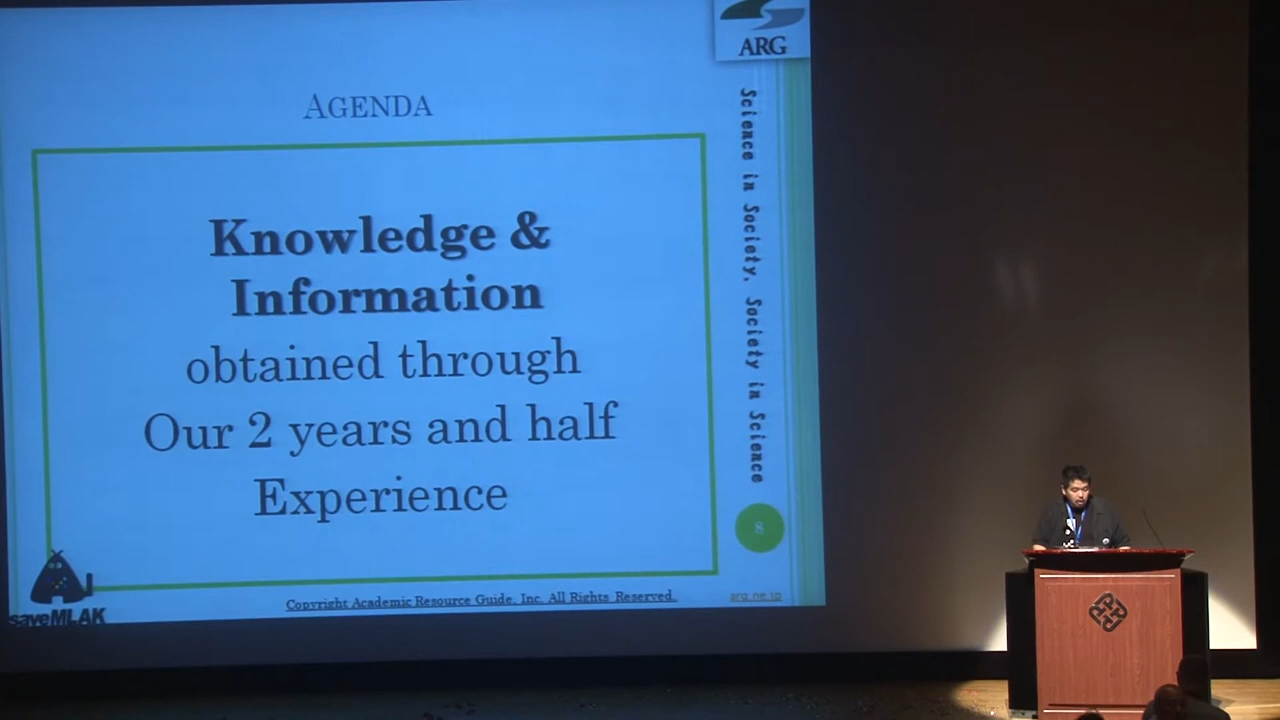 ARG
AGENDA
Knowledge &
Information
obtained through
Our 2 years and half
Experience
Science in Society, Society in Science
8
saveMLAK
Copyright Academic Resource Guide, Inc. All Rights Reserved.
arg.ne.jp